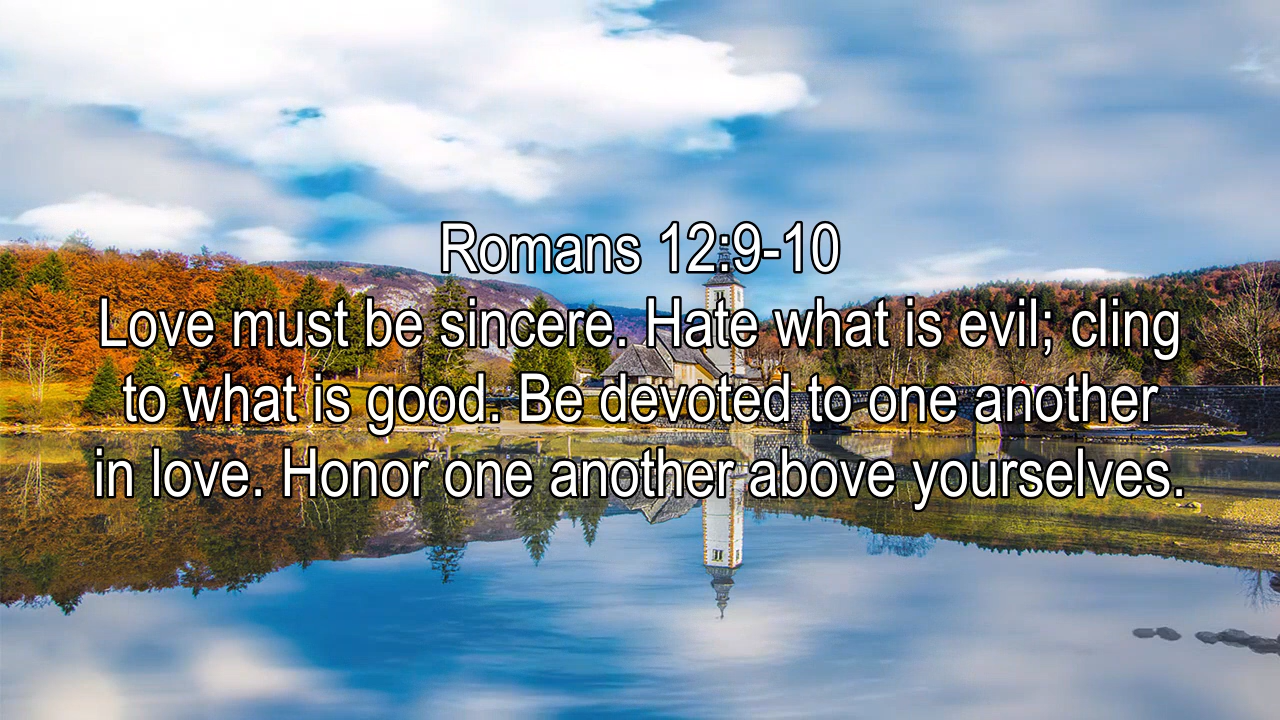 Romans 12:9-10
Love must be sincere. Hate what is evil; cling
to what is good. Be devoted to one another
in love. Honor one another above yourselves.